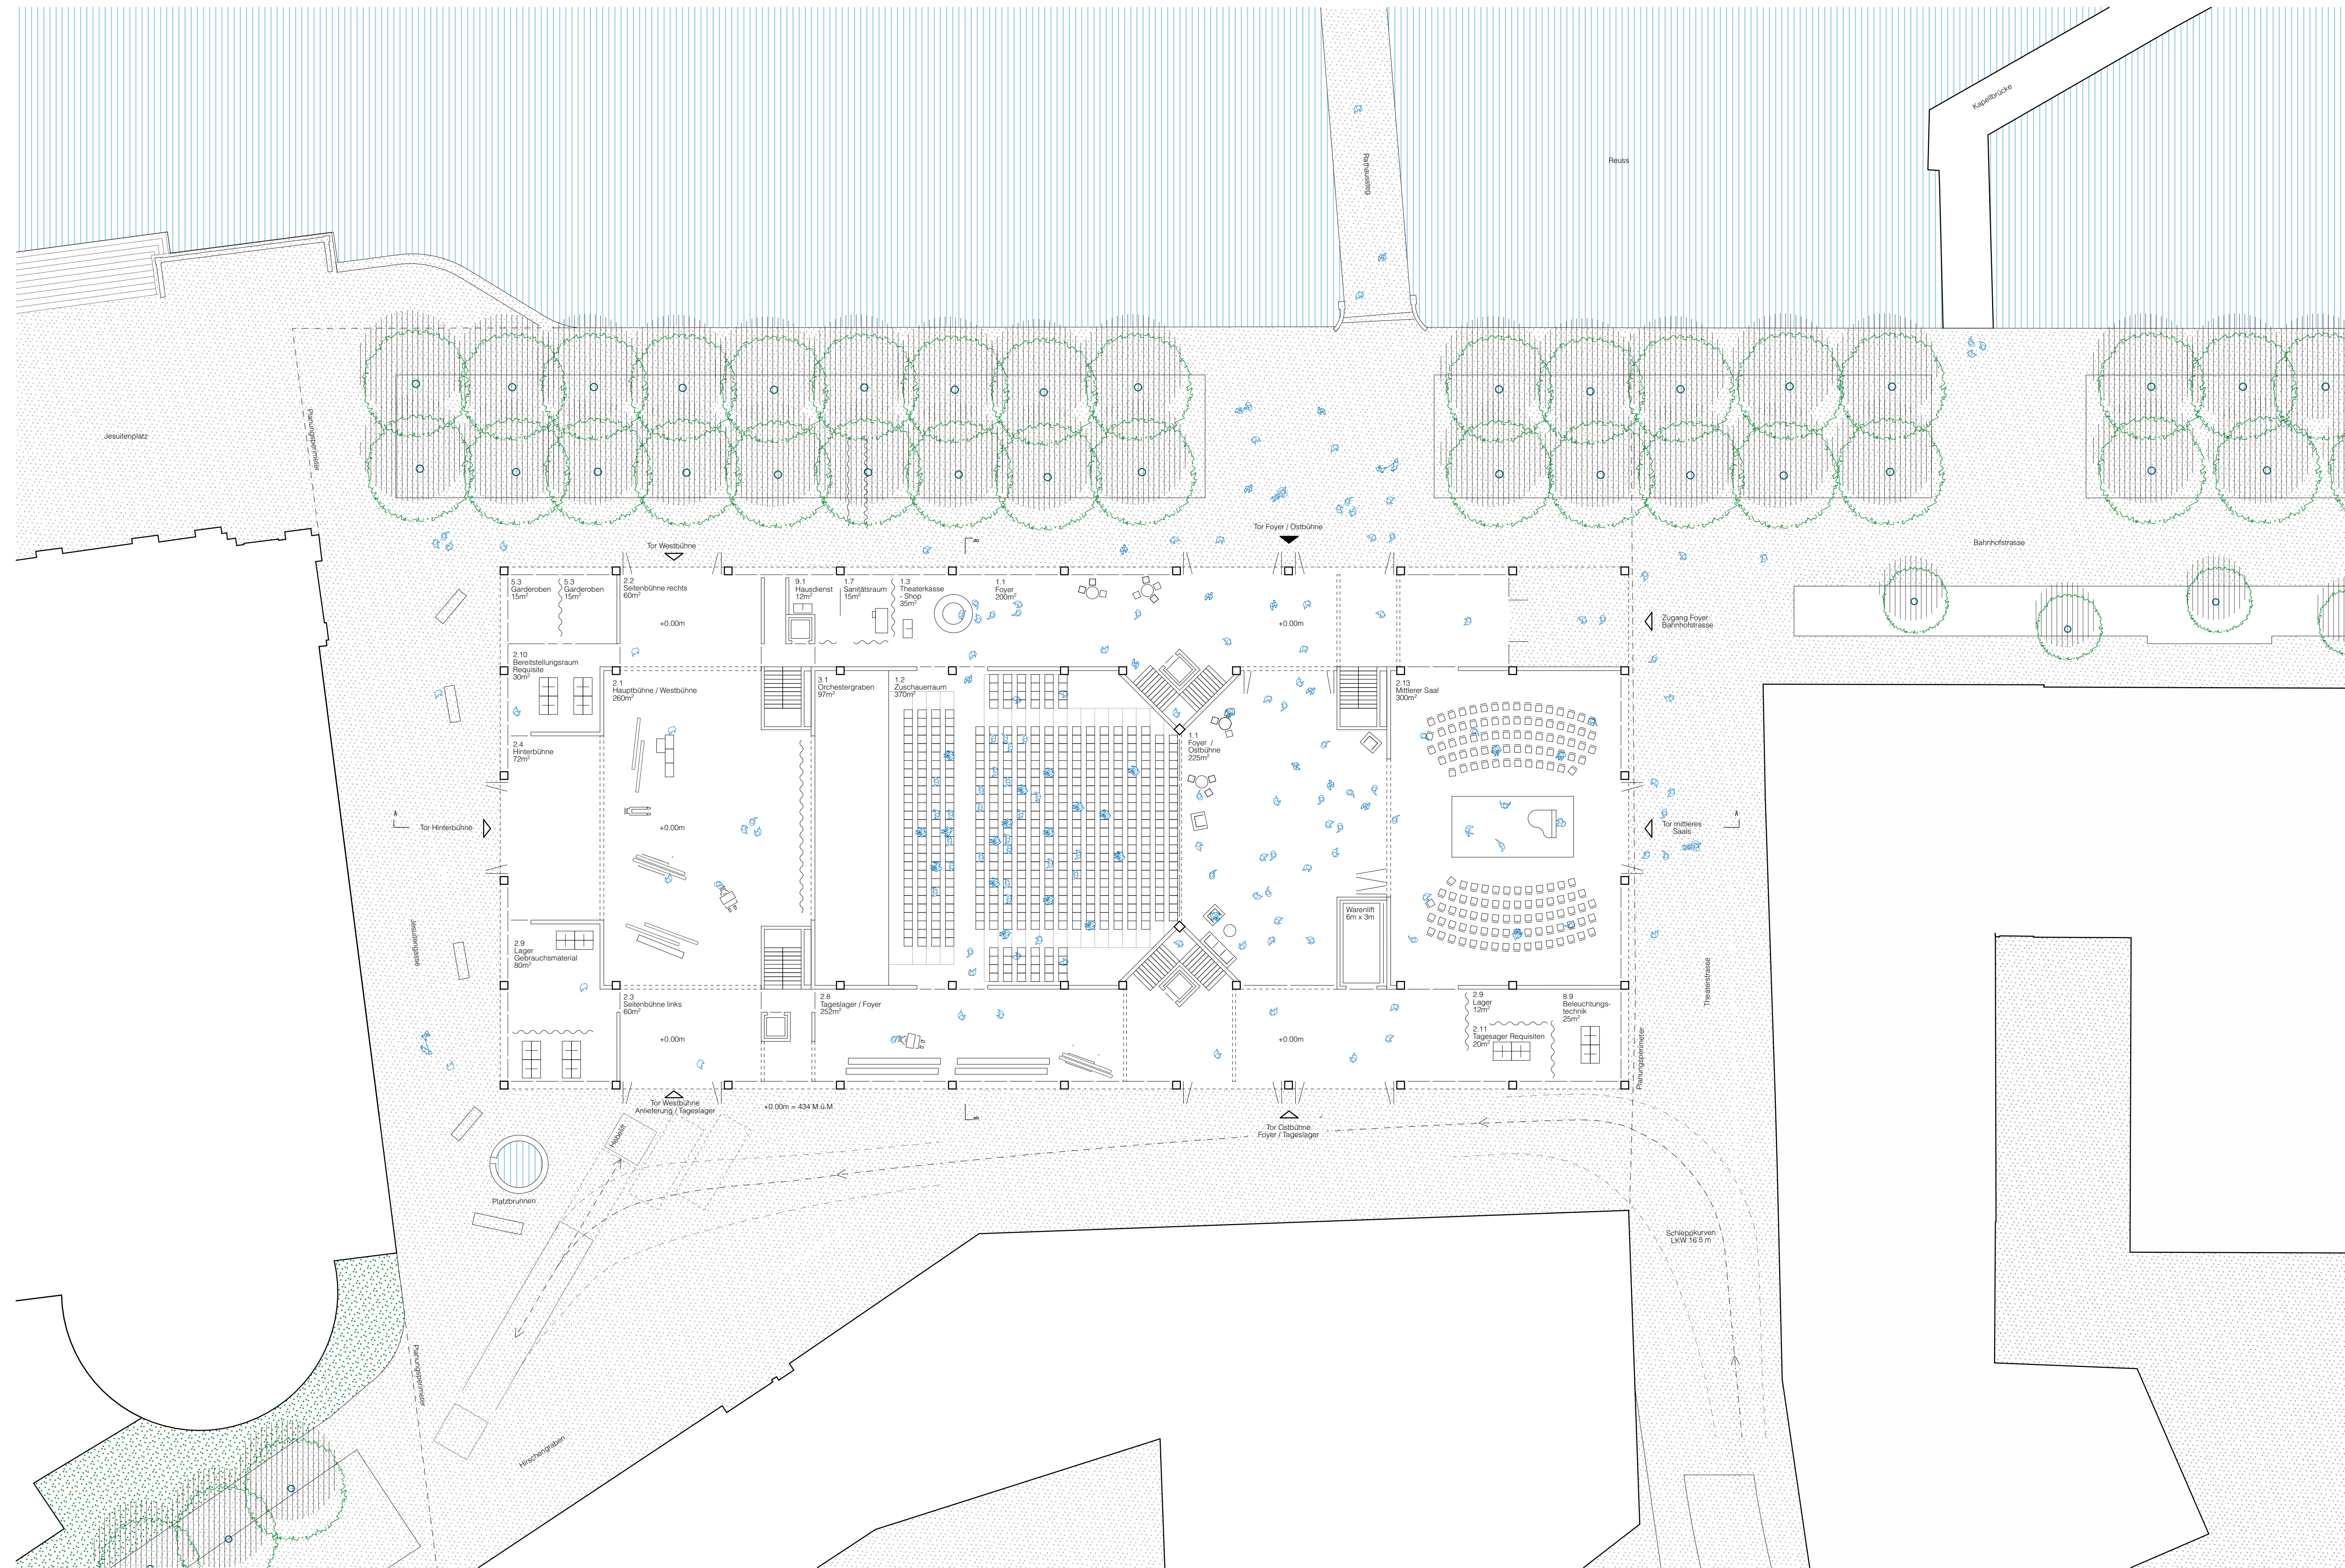 Kapellbrücke
Rathaussteg
Reuss
Jesuitenplatz
Planungsperimeter
Tor Foyer / Ostbühne
Bahnhofstrasse
Tor Westbühne
B
5.3
Garderoben
15m²
5.3
Garderoben
15m²
2.2
Seitenbühne rechts
60m²
+0.00m
9.1
Hausdienst
12m²
1.7
Sanitätsraum
15m²
1.3
Theaterkasse
- Shop
35m²
1.1
Foyer
200m²
+0.00m
Zugang Foyer
Bahnhofstrasse
2.10
Bereitstellungsraum
Requisite
30m²
2.1
Hauptbühne / Westbühne
260m²
3.1
Orchestergraben
97m²
1.2
Zuschauerraum
370m²
2.13
Mittlerer Saal
300m²
2.4
Hinterbühne
72m²
1.1
Foyer /
Ostbühne
225m²
A
Tor Hinterbühne
+0.00m
Tor mittleres
Saals
A
Warenlift
6m x 3m
Jesuitengasse
2.9
Lager
Gebrauchsmaterial
80m²
Theaterstrasse
2.3
Seitenbühne links
60m²
+0.00m
2.8
Tageslager / Foyer
252m²
+0.00m
2.9
Lager
12m²
2.11
Tagesager Requisiten
20m²
8.9
Beleuchtungs-
technik
25m²
Planungsperimeter
Tor Westbühne
Anlieferung / Tageslager
+0.00m = 434 M.ü.M
B
Tor Ostbühne
Foyer / Tageslager
Hebelift
Platzbrunnen
Schleppkurven
LKW 16.5 m
Planungsperimeter
Hirschengraben